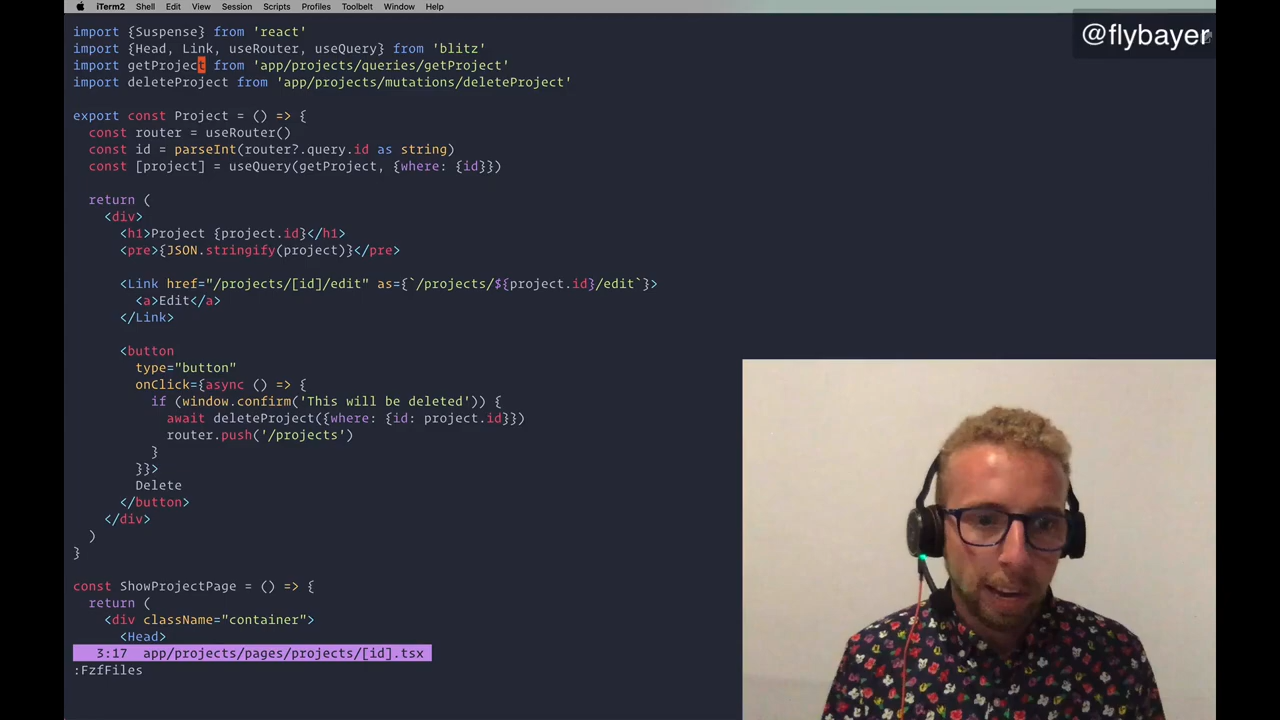 iTerm2 Shell Edit View Session Scripts Profiles Toolbelt Window Help
@flybayer
import {Suspense} from 'react'
import {Head, Link, useRouter, useQuery} from 'blitz'
import getProject from 'app/projects/queries/getProject'
import deleteProject from 'app/projects/mutations/deleteProject'
export const Project = () => {
const router = useRouter()
const id = parseInt(router?.query.id as string)
const [project] = useQuery(getProject, {where: {id}})
return (
<div>
<h1>Project {project.id}</h1>
<pre>{JSON.stringify(project)}</pre>
<Link href="/projects/[id]/edit" as={`/projects/${project.id}/edit`}>
<a>Edit</a>
</Link>
<button
type="button"
onClick={async () => {
if (window.confirm('This will be deleted')) {
await deleteProject({where: {id: project.id}})
router.push('/projects')
}
}}>
Delete
</button>
</div>
)
}
const ShowProjectPage = () => {
return (
<div className="container">
<Head>
3:17 app/projects/pages/projects/[id].tsx
:FzfFiles